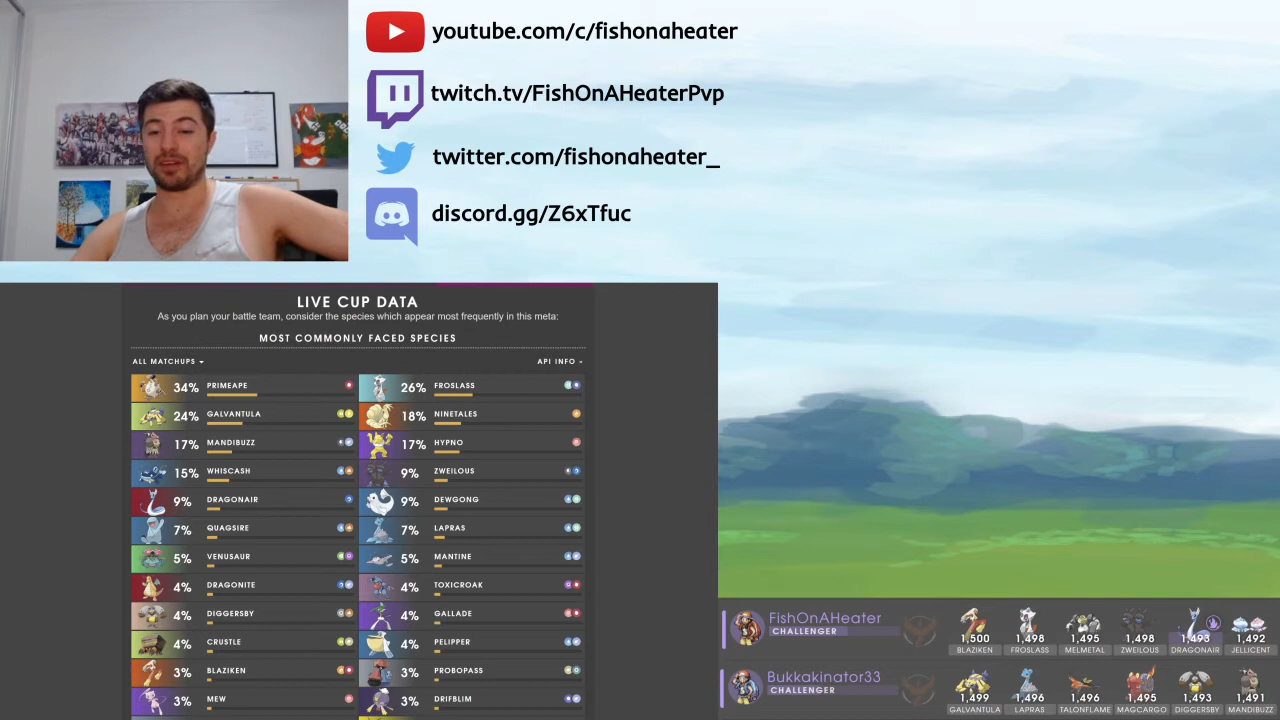 youtube.com/c/fishonaheater
twitch.tv/FishOnAHeaterPvp
twitter.com/fishonaheater_
discord.gg/Z6xTfuc
LIVE CUP DATA
As you plan your battle team, consider the species which appear most frequently in this meta:
MOST COMMONLY FACED SPECIES
ALL MATCHUPS
API INFO
34% PRIMEAPE
26% FROSLASS
24% GALVANTULA
18% NINETALES
17% MANDIBUZZ
17% HYPNO
15% WHISCASH
9% ZWEILOUS
9% DRAGONAIR
9% DEWGONG
7% QUAGSIRE
7% LAPRAS
5% VENUSAUR
5% MANTINE
4% DRAGONITE
4% TOXICROAK
4% DIGGERSBY
4% GALLADE
4% CRUSTLE
4% PELIPPER
3% BLAZIKEN
3% PROBOPASS
3% MEW
3% DRIFBLIM
FishOnAHeater
CHALLENGER
1,500 1,498 1,495 1,498 1,493 1,492
BLAZIKEN FROSLASS MELMETAL ZWEILOUS DRAGONAIR JELLICENT
Bukkakinator33
CHALLENGER
1,499 1,496 1,496 1,495 1,493 1,491
GALVANTULA LAPRAS TALONFLAME MAGCARGO DIGGERSBY MANDIBUZZ